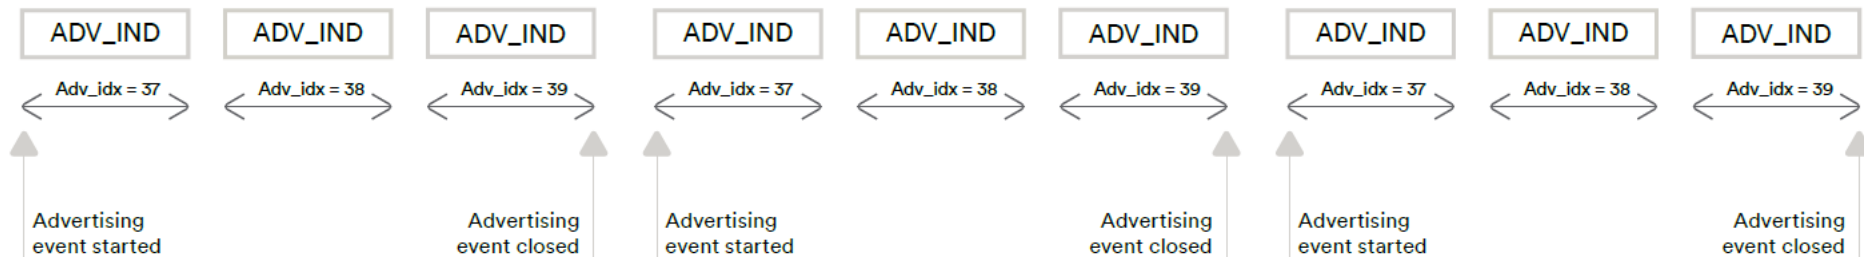 ADV_IND ADV_IND ADV_IND ADV_IND ADV_IND ADV_IND ADV_IND ADV_IND ADV_IND
Adv_idx = 37 Adv_idx = 38 Adv_idx = 39 Adv_idx = 37 Adv_idx = 38 Adv_idx = 39 Adv_idx = 37 Adv_idx = 38 Adv_idx = 39
Advertising Advertising Advertising Advertising Advertising Advertising
event started event closed event started event closed event started event closed